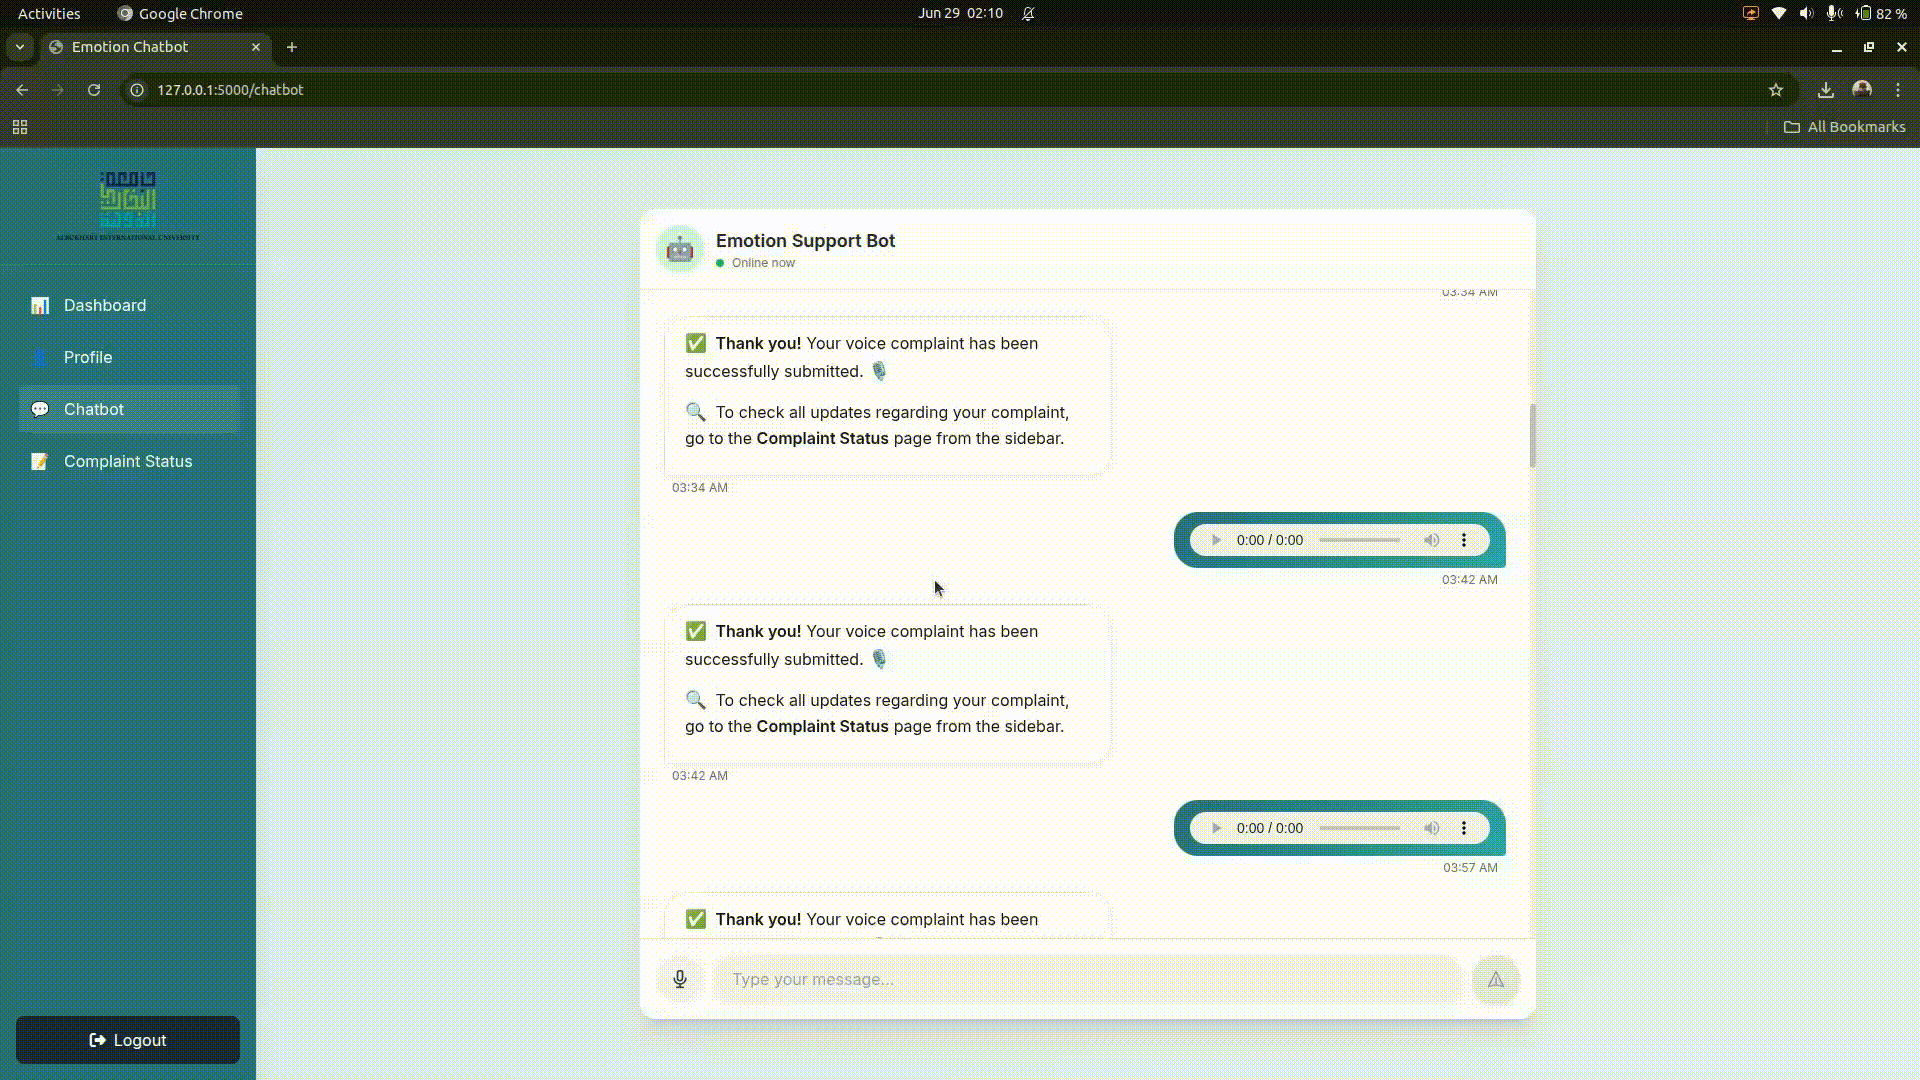 Activities
Google Chrome
Jun 29 02:10
82 %
Emotion Chatbot
127.0.0.1:5000/chatbot
All Bookmarks
جامعة
البخاري
الدولية
ALBUKHARI INTERNATIONAL UNIVERSITY
Dashboard
Profile
Chatbot
Complaint Status
Logout
Emotion Support Bot
Online now
03:34 AM
Thank you! Your voice complaint has been
successfully submitted.
To check all updates regarding your complaint,
go to the Complaint Status page from the sidebar.
03:34 AM
0:00 / 0:00
03:42 AM
Thank you! Your voice complaint has been
successfully submitted.
To check all updates regarding your complaint,
go to the Complaint Status page from the sidebar.
03:42 AM
0:00 / 0:00
03:57 AM
Thank you! Your voice complaint has been
Type your message...